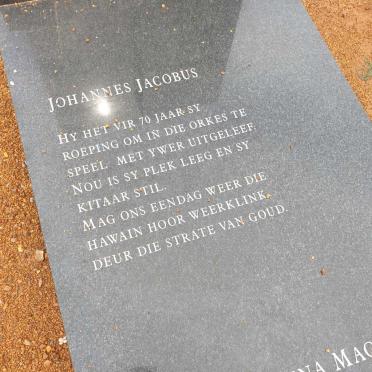 JOHANNES JACOBUS
HY HET VIR 70 JAAR SY
ROEPING OM IN DIE ORKES TE
SPEEL MET YWER UITGELEEF.
NOU IS SY PLEK LEEG EN SY
KITAAR STIL.
MAG ONS EENDAG WEER DIE
HAWAIN HOOR WEERKLINK,
DEUR DIE STRATE VAN GOUD.